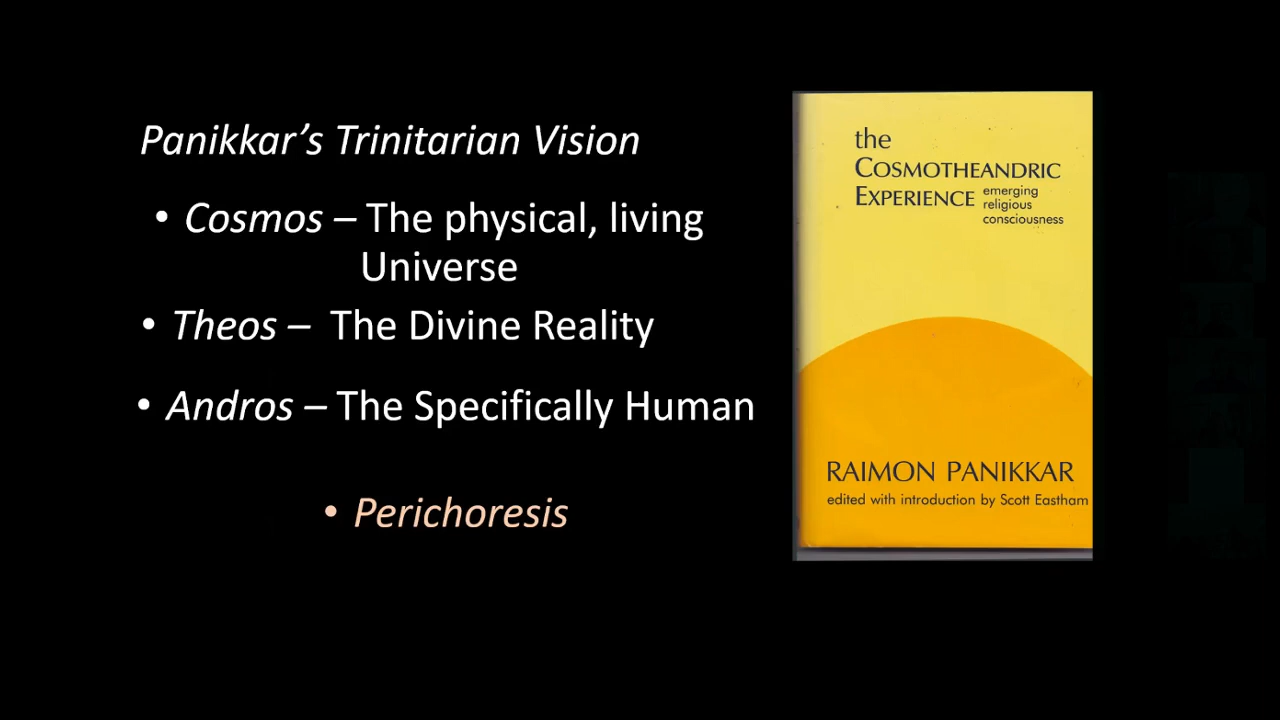 Panikkar’s Trinitarian Vision
• Cosmos – The physical, living
Universe
• Theos – The Divine Reality
• Andros – The Specifically Human
• Perichoresis
the
COSMOTHEANDRIC
EXPERIENCE
emerging
religious
consciousness
RAIMON PANIKKAR
edited with introduction by Scott Eastham